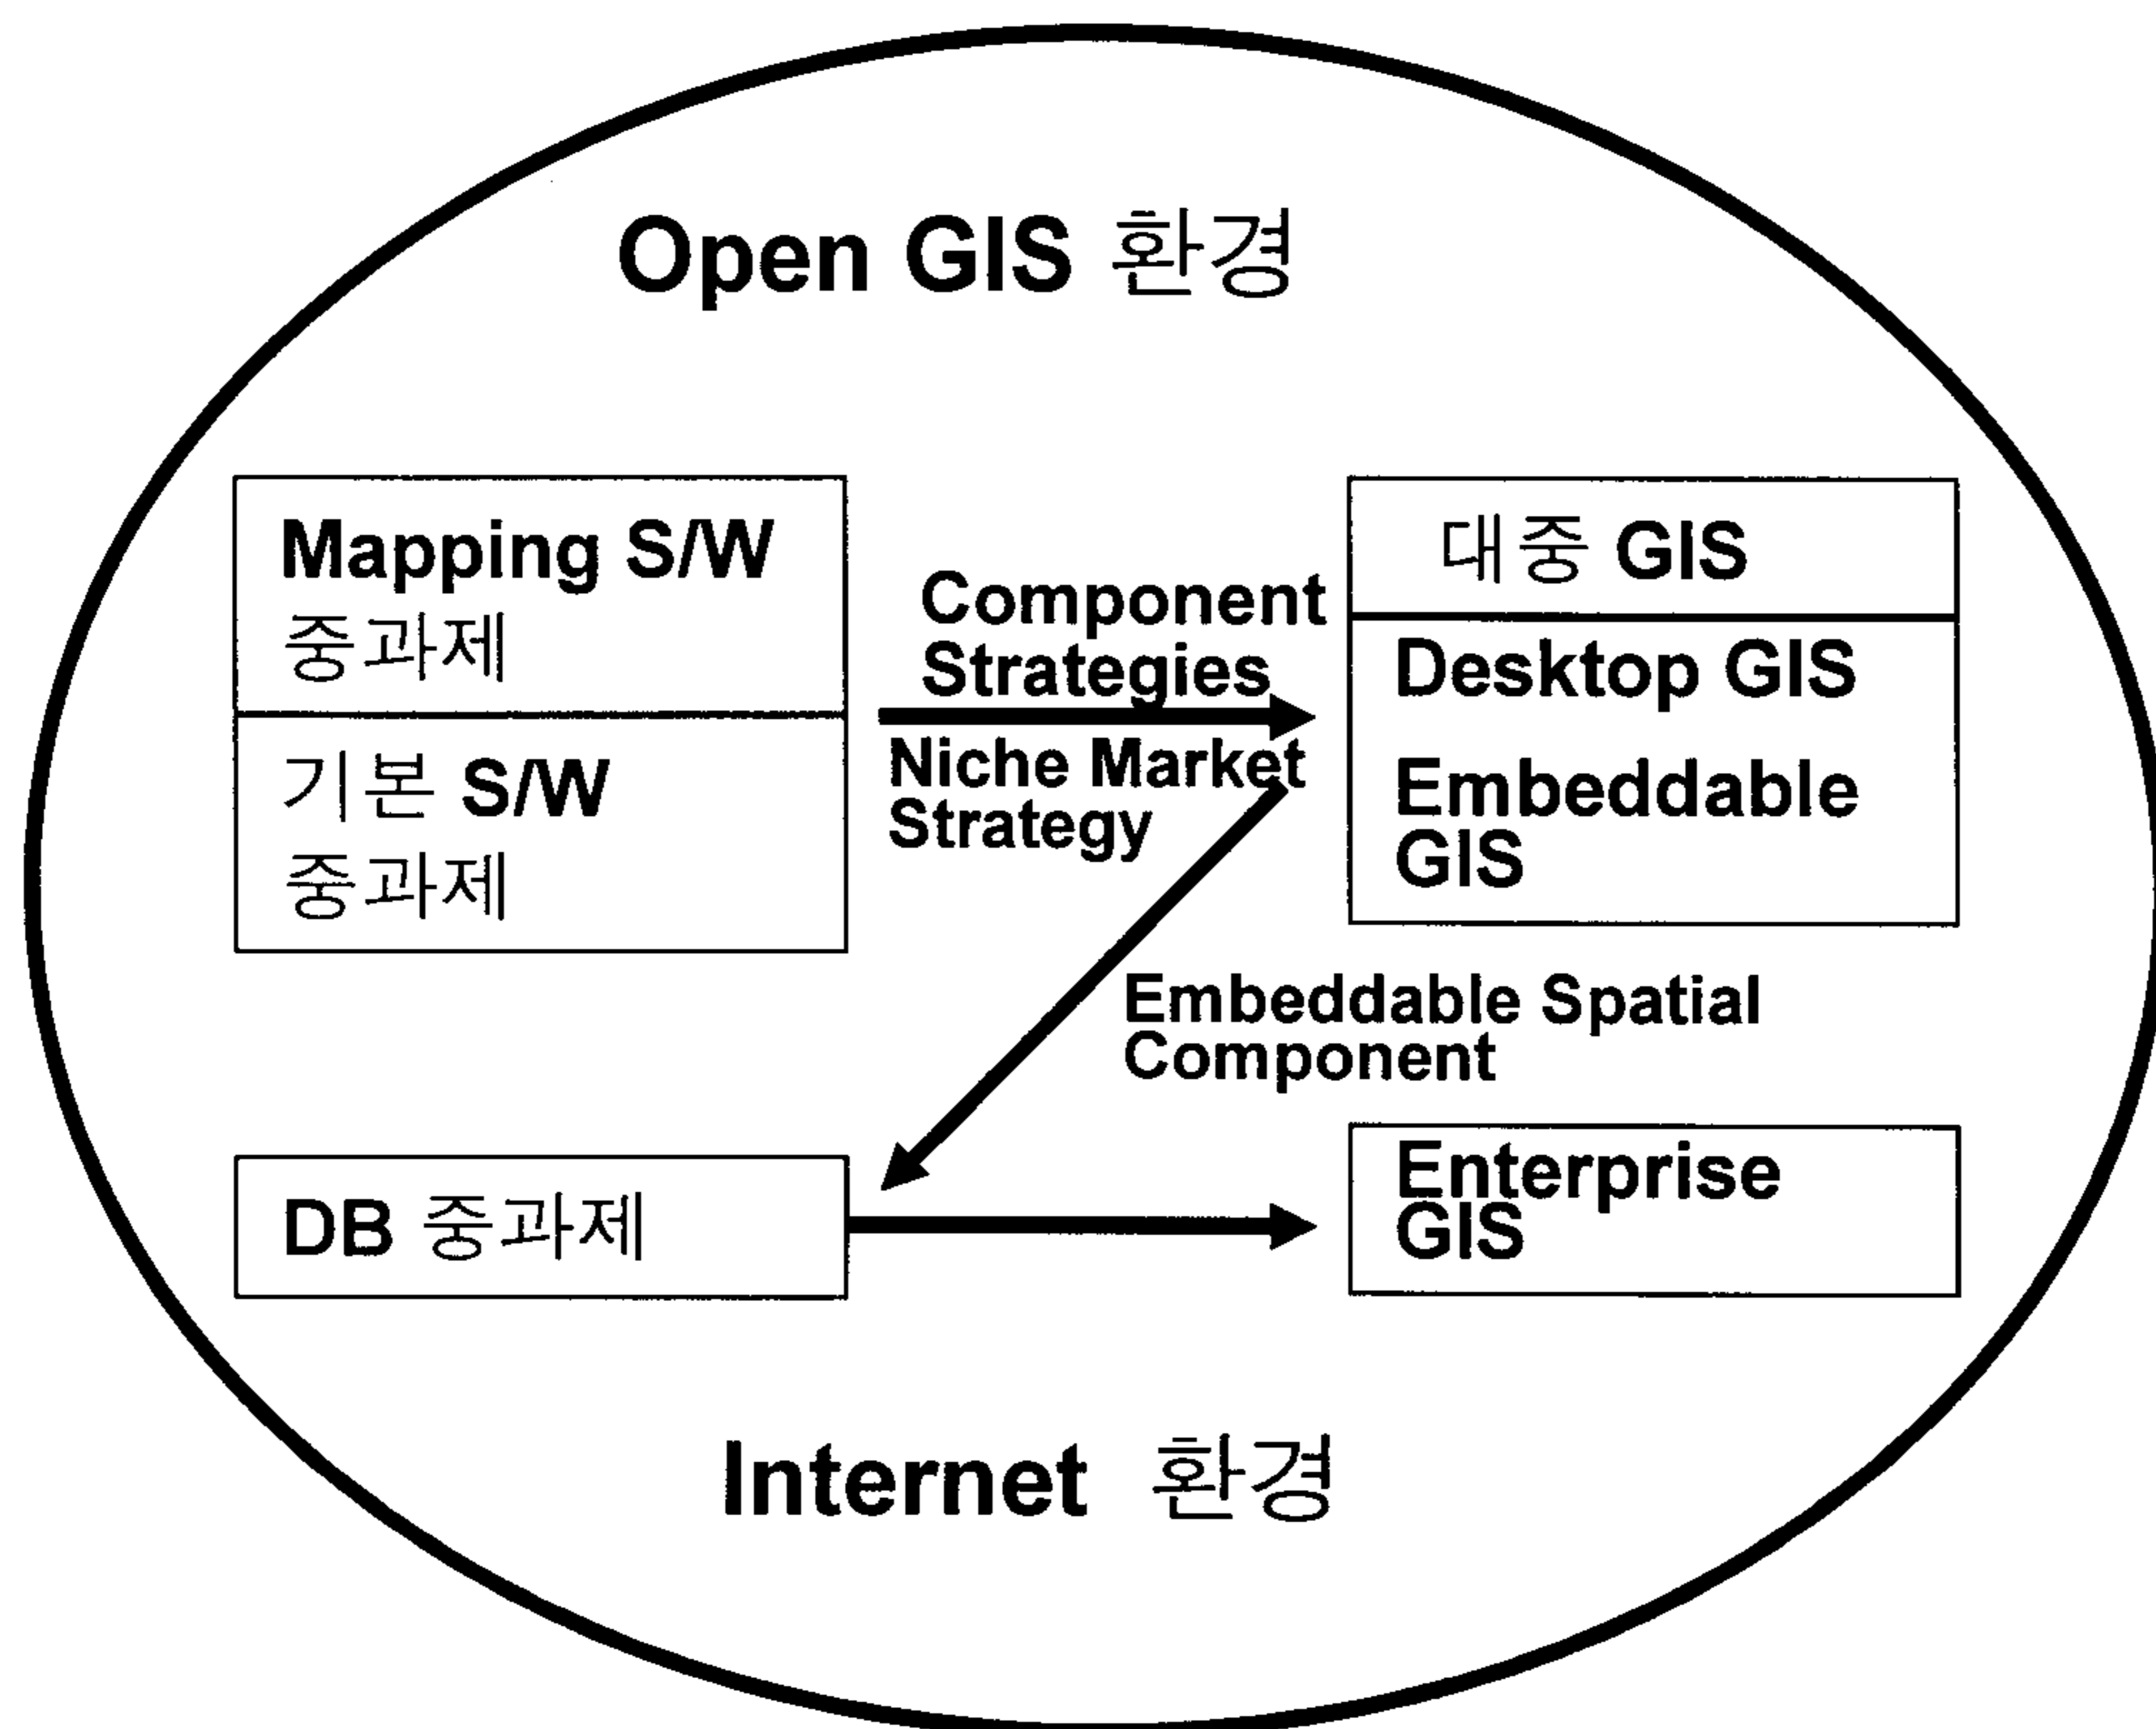 Open GIS 환경
Mapping S/W
중과제
기본 S/W
중과제
Component
Strategies
Niche Market
Strategy
대중 GIS
Desktop GIS
Embeddable
GIS
Embeddable Spatial
Component
DB 중과제
Enterprise
GIS
Internet 환경